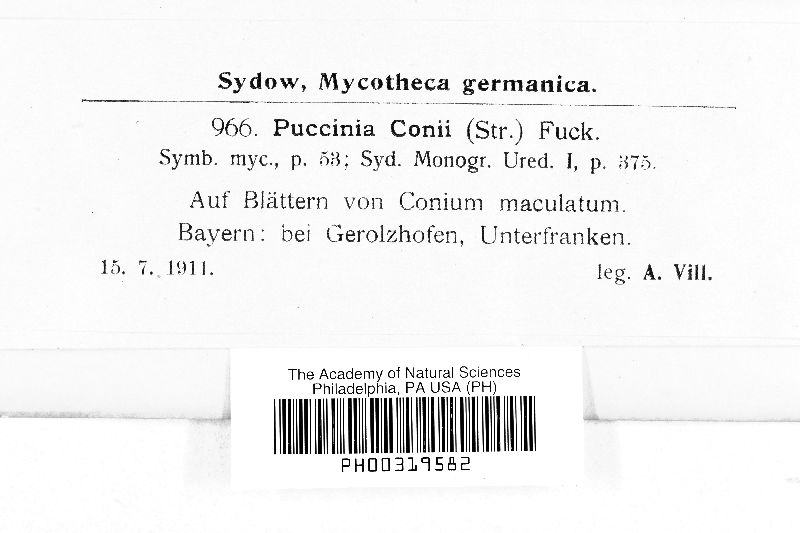 Sydow, Mycotheca germanica.
966. Puccinia Conii (Str.) Fuck.
Symb. myc., p. 53; Syd. Monogr. Ured. I, p. 375.
Auf Blättern von Conium maculatum.
Bayern: bei Gerolzhofen, Unterfranken.
15. 7. 1911. leg. A. Vill.
The Academy of Natural Sciences
Philadelphia, PA USA (PH)
PH00319582